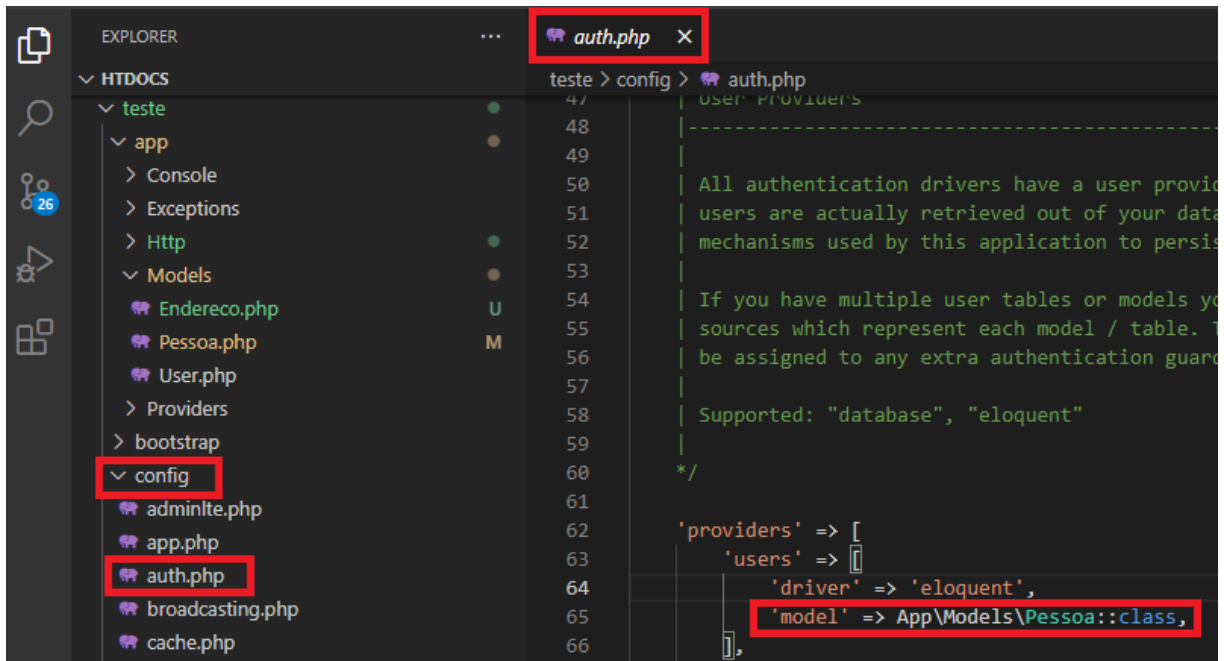 EXPLORER
···
HTDOCS
teste
app
Console
Exceptions
Http
Models
Endereco.php U
Pessoa.php M
User.php
Providers
bootstrap
config
adminlte.php
app.php
auth.php
broadcasting.php
cache.php
26
auth.php ×
teste > config > auth.php
47 | User Providers
48 |----------------------------------------------
49 |
50 | All authentication drivers have a user provid
51 | users are actually retrieved out of your data
52 | mechanisms used by this application to persis
53 |
54 | If you have multiple user tables or models yo
55 | sources which represent each model / table. T
56 | be assigned to any extra authentication guard
57 |
58 | Supported: "database", "eloquent"
59 |
60 */
61
62 'providers' => [
63 'users' => [
64 'driver' => 'eloquent',
65 'model' => App\Models\Pessoa::class,
66 ],